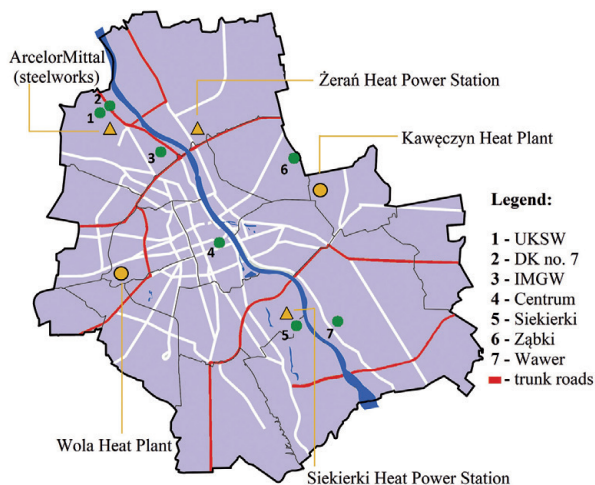 ArcelorMittal
(steelworks)
Żerań Heat Power Station
Kawęczyn Heat Plant
2
1
3
6
4
5
7
Wola Heat Plant
Siekierki Heat Power Station
Legend:
1 - UKSW
2 - DK no. 7
3 - IMGW
4 - Centrum
5 - Siekierki
6 - Ząbki
7 - Wawer
- trunk roads